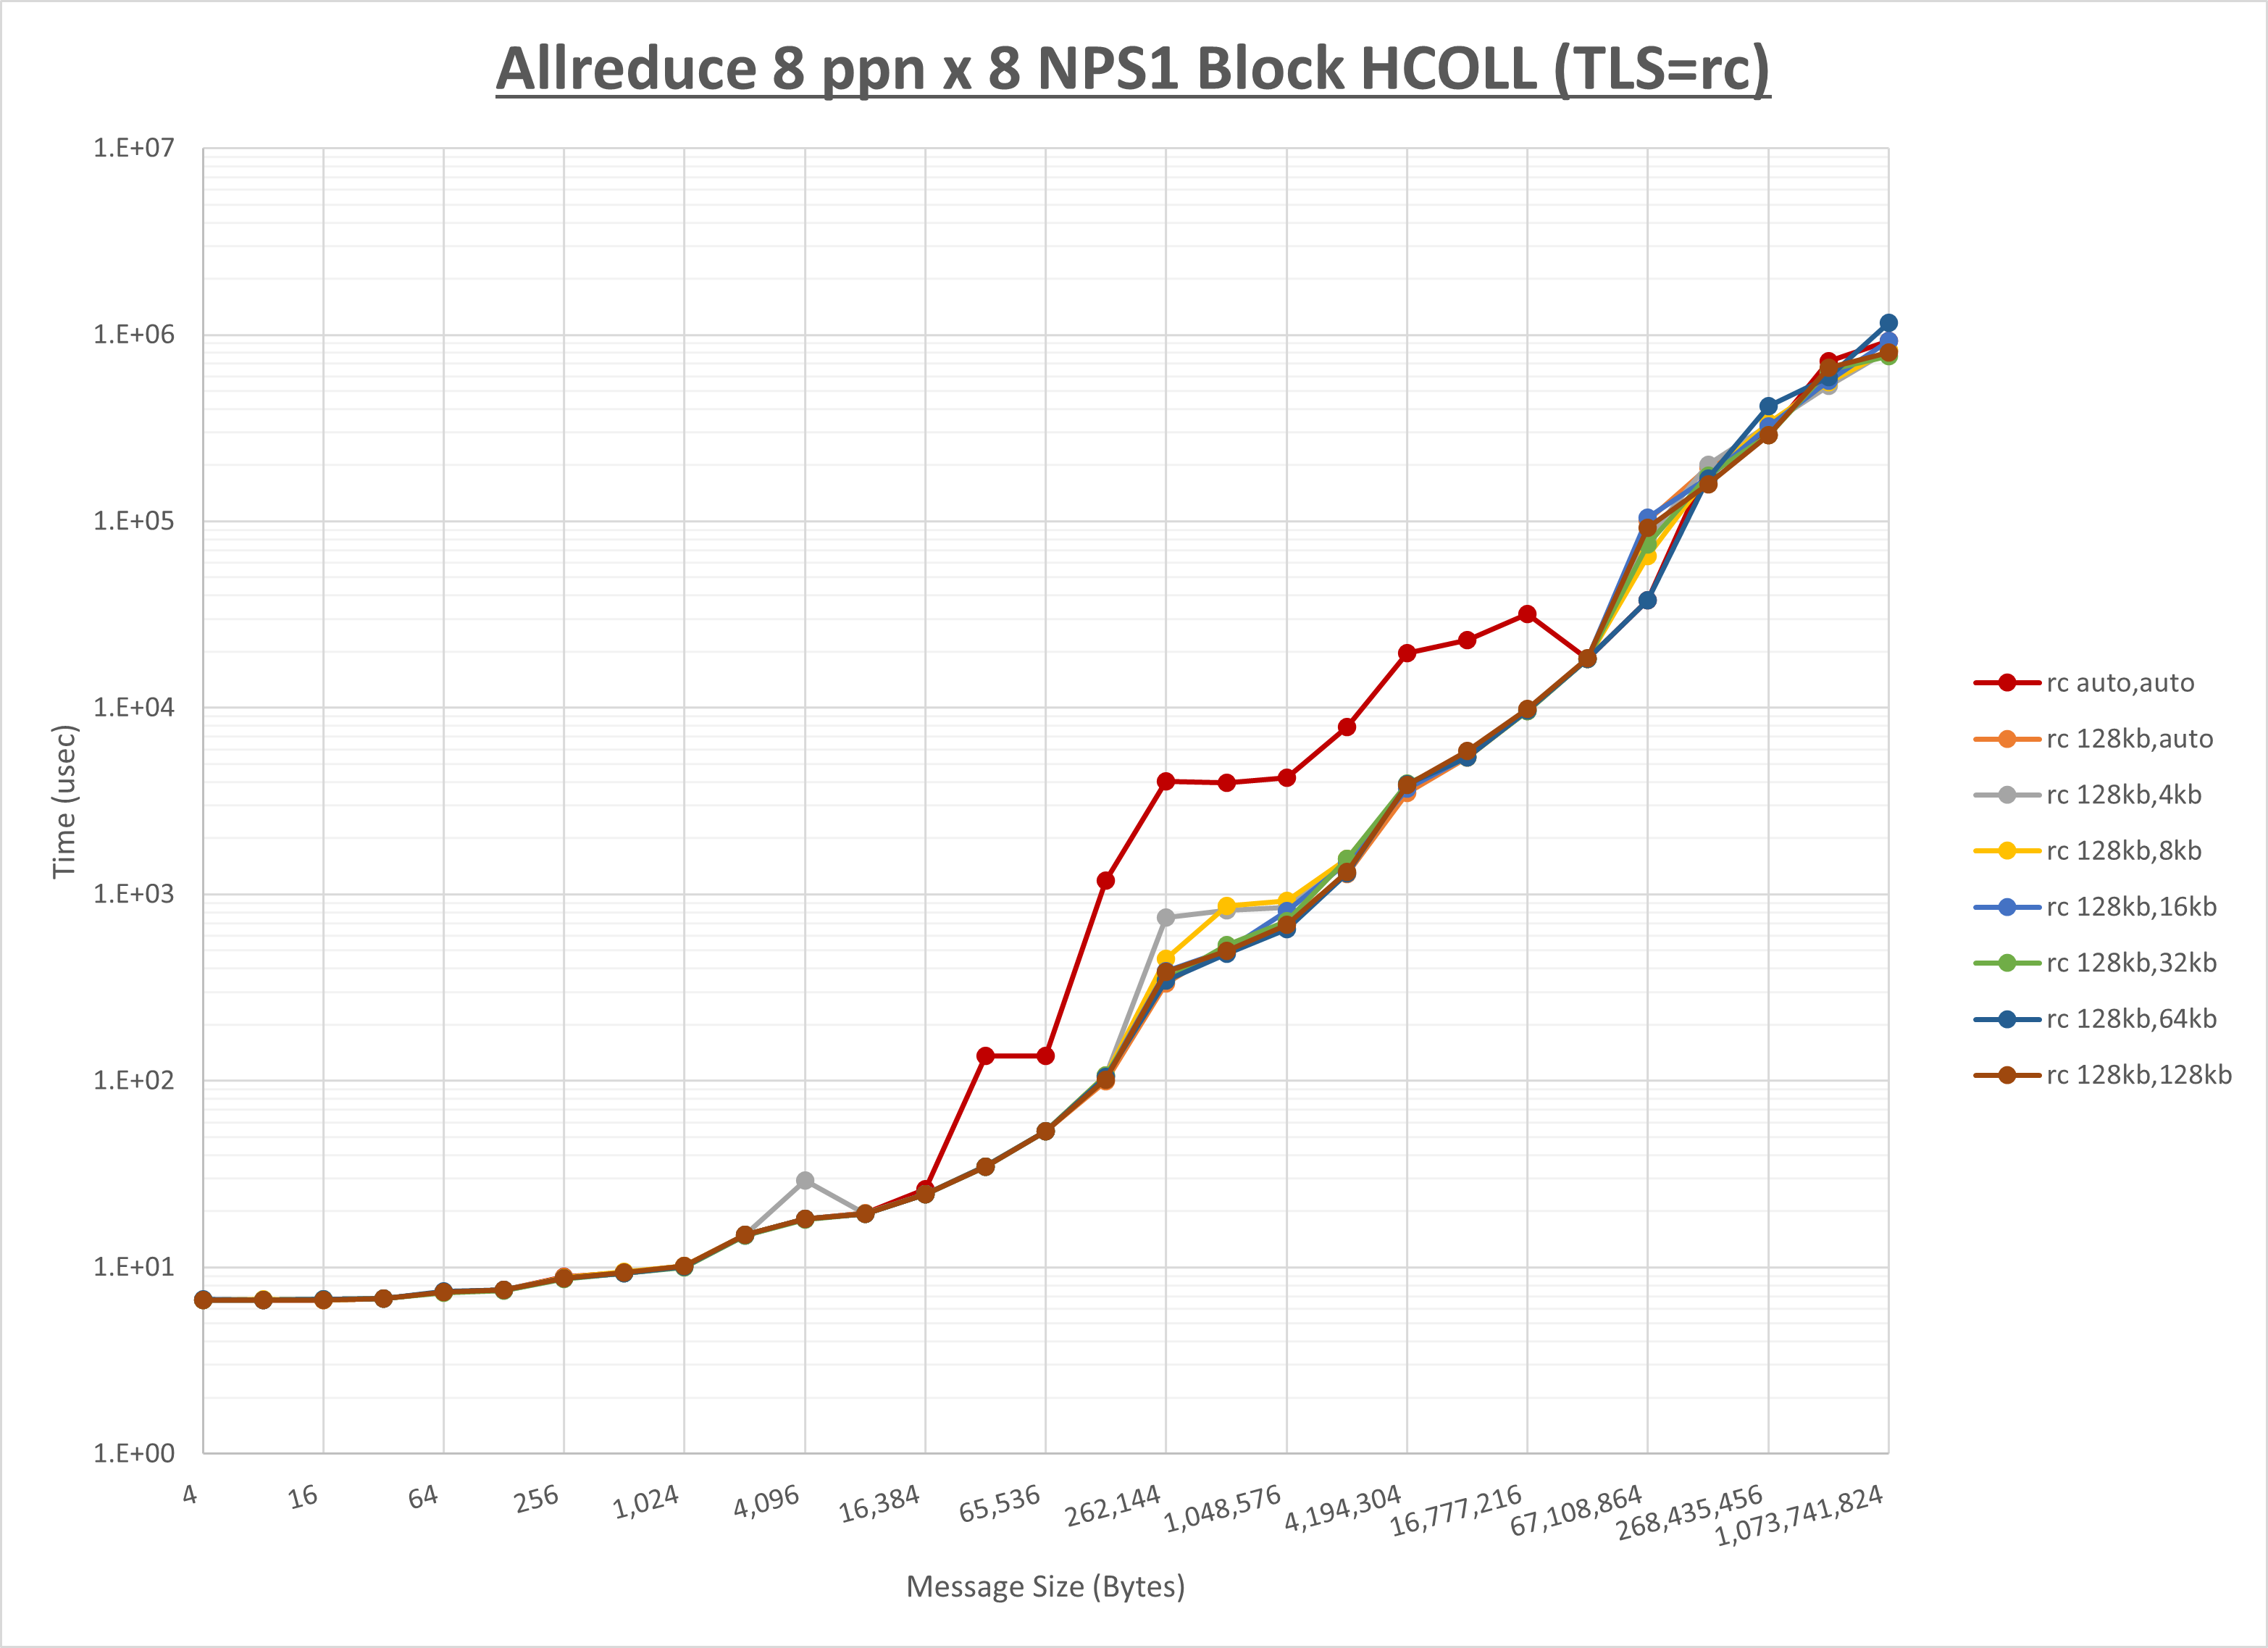 Allreduce 8 ppn x 8 NPS1 Block HCOLL (TLS=rc)
1.E+07
1.E+06
1.E+05
1.E+04
1.E+03
1.E+02
1.E+01
1.E+00
Time (usec)
4
16
64
256
1,024
4,096
16,384
65,536
262,144
1,048,576
4,194,304
16,777,216
67,108,864
268,435,456
1,073,741,824
Message Size (Bytes)
rc auto,auto
rc 128kb,auto
rc 128kb,4kb
rc 128kb,8kb
rc 128kb,16kb
rc 128kb,32kb
rc 128kb,64kb
rc 128kb,128kb